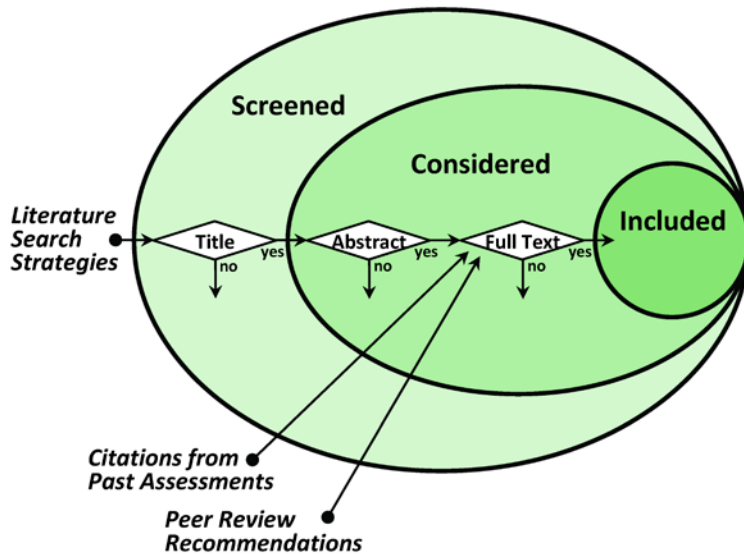 Screened
Considered
Included
Literature
Search
Strategies
Title
yes
no
Abstract
yes
no
Full Text
yes
no
Citations from
Past Assessments
Peer Review
Recommendations